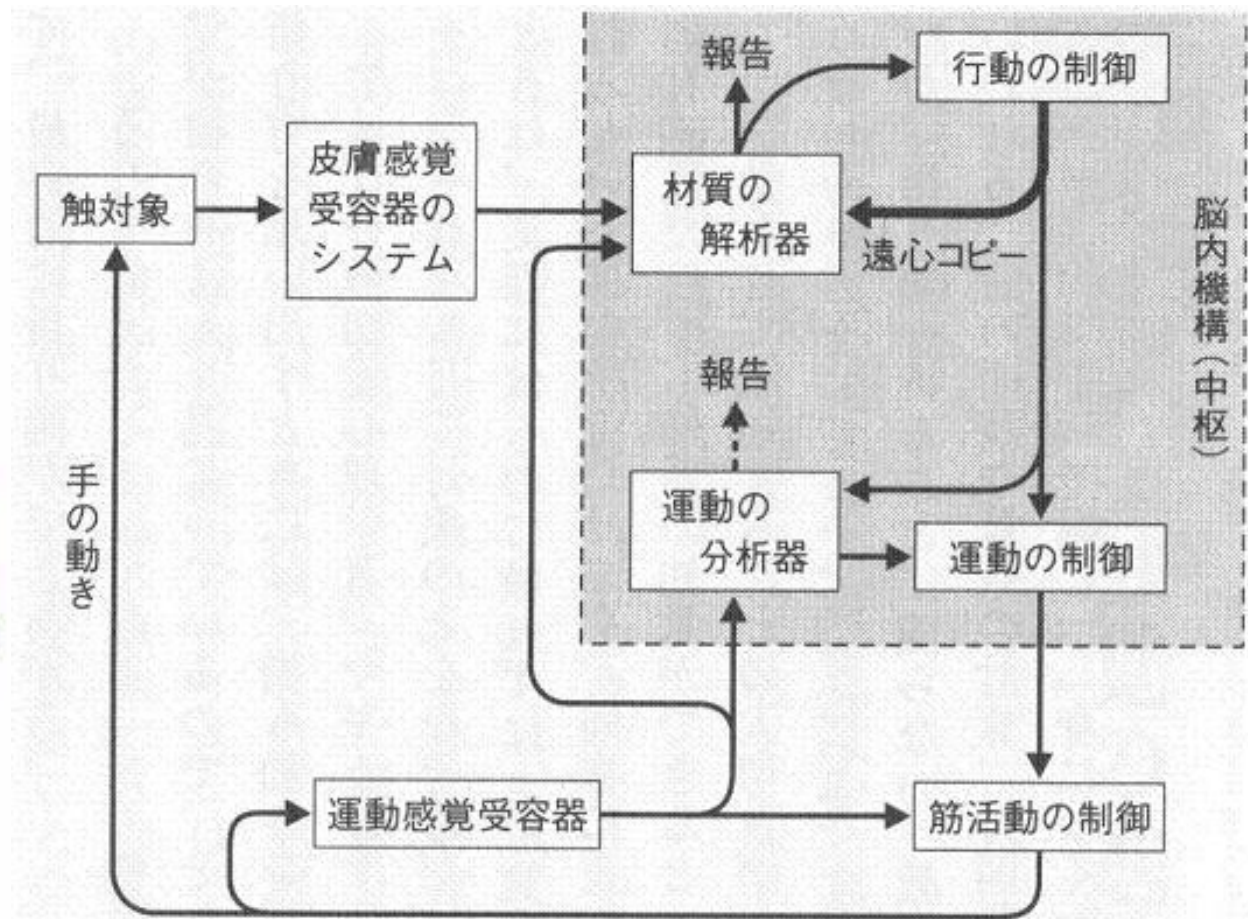 報告
行動の制御
皮膚感覚
受容器の
システム
触対象
材質の
解析器
遠心コピー
脳内機構（中枢）
報告
手の動き
運動の
分析器
運動の制御
運動感覚受容器
筋活動の制御